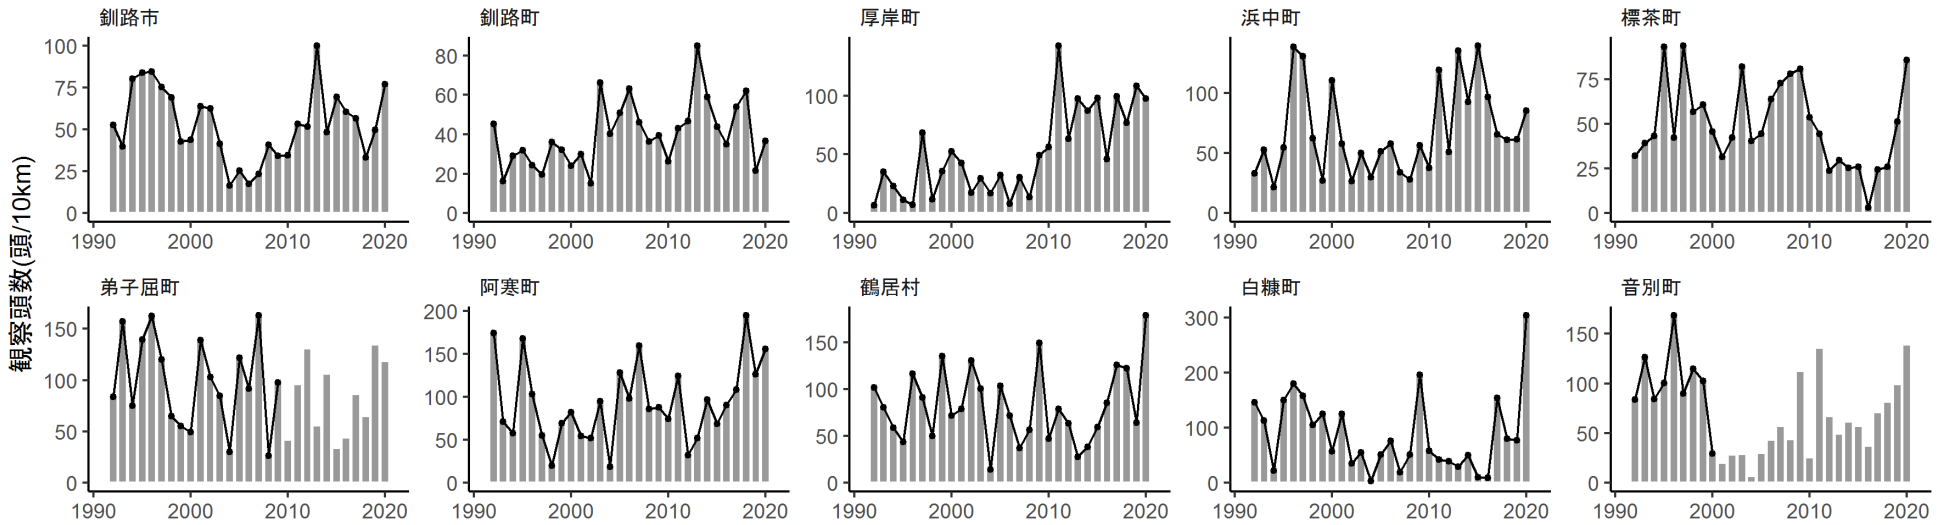 釧路市 釧路町 厚岸町 浜中町 標茶町
100 80 100 100 75
75 60 50 50 50
50 40 0 0 25
25 20 0
0 0
1990 2000 2010 2020 1990 2000 2010 2020 1990 2000 2010 2020 1990 2000 2010 2020 1990 2000 2010 2020
観察頭数(頭/10km)
弟子屈町 阿寒町 鶴居村 白糠町 音別町
150 200 150 300 150
100 150 100 200 100
50 100 50 100 50
0 50 0 0 0
0
1990 2000 2010 2020 1990 2000 2010 2020 1990 2000 2010 2020 1990 2000 2010 2020 1990 2000 2010 2020